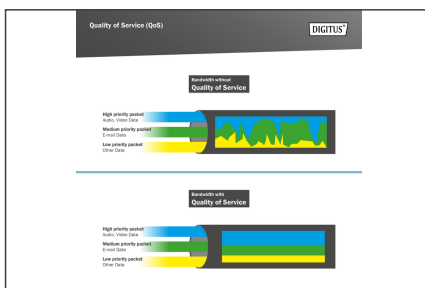 Quality of Service (QoS)
DIGITUS®
Bandwidth without
Quality of Service
High priority packet
Audio, Video Data
Medium priority packet
E-mail Data
Low priority packet
Other Data
Bandwidth with
Quality of Service
High priority packet
Audio, Video Data
Medium priority packet
E-mail Data
Low priority packet
Other Data